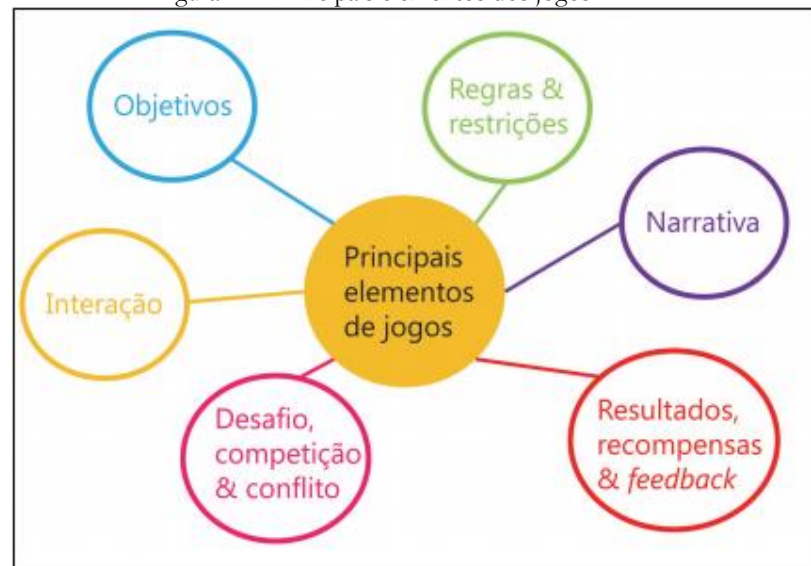 Objetivos
Regras &
restrições
Narrativa
Principais
elementos
de jogos
Interação
Desafio,
competição
& conflito
Resultados,
recompensas
& feedback